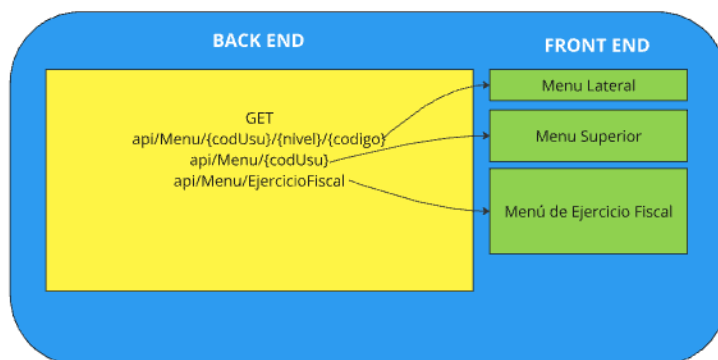 BACK END
FRONT END
GET
api/Menu/{codUsu}/{nivel}/{codigo}
api/Menu/{codUsu}
api/Menu/EjercicioFiscal
Menu Lateral
Menu Superior
Menú de Ejercicio Fiscal